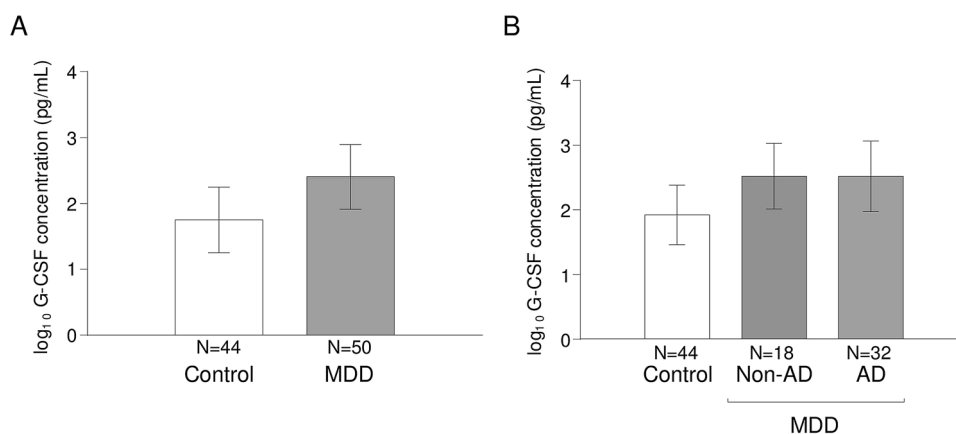 A
log₁₀ G-CSF concentration (pg/mL)
4
3
2
1
0
N=44
N=50
Control
MDD
B
log₁₀ G-CSF concentration (pg/mL)
4
3
2
1
0
N=44
N=18
N=32
Control
Non-AD
AD
MDD